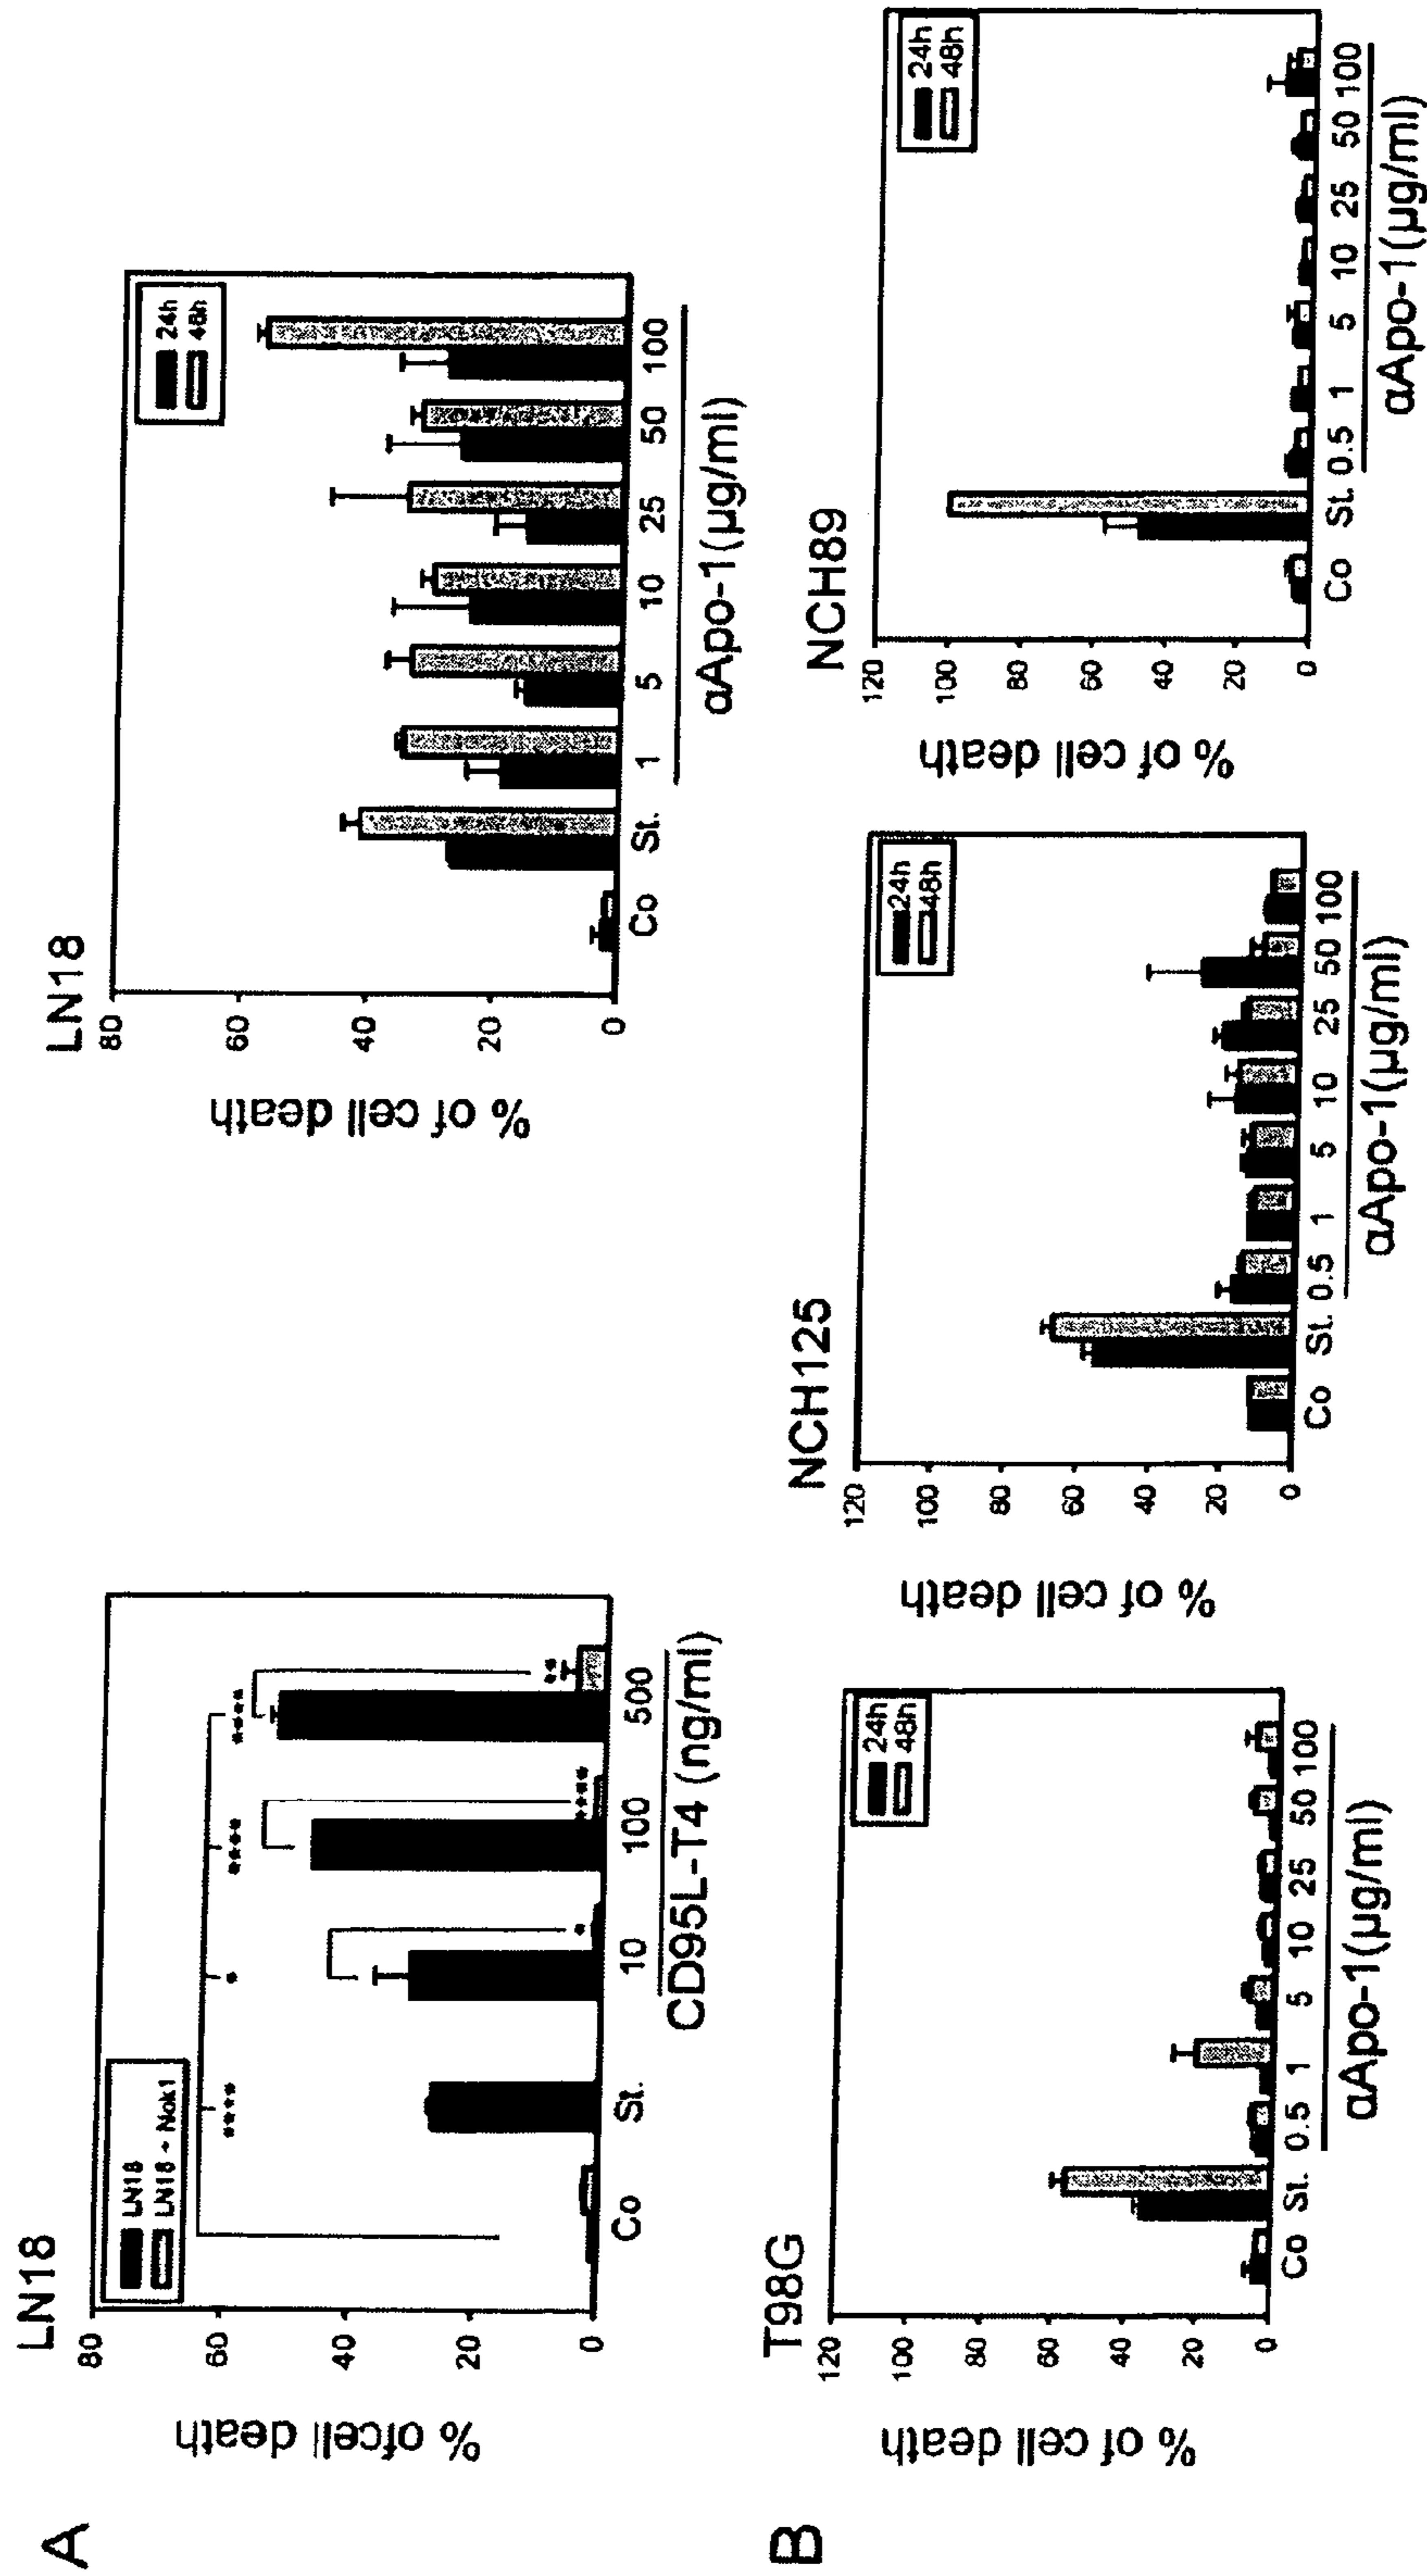 A
LN18
% ofcell death
80
60
40
20
0
LN18
LN18 + Nok1
****
*
****
****
*
****
**
Co St. 10 100 500
CD95L-T4 (ng/ml)
LN18
% of cell death
80
60
40
20
0
24h
48h
Co St. 1 5 10 25 50 100
αApo-1(µg/ml)
B
T98G
% of cell death
120
100
80
60
40
20
0
24h
48h
Co St. 0.5 1 5 10 25 50 100
αApo-1(µg/ml)
NCH125
% of cell death
120
100
80
60
40
20
0
24h
48h
Co St. 0.5 1 5 10 25 50 100
αApo-1(µg/ml)
NCH89
% of cell death
120
100
80
60
40
20
0
24h
48h
Co St. 0.5 1 5 10 25 50 100
αApo-1(µg/ml)